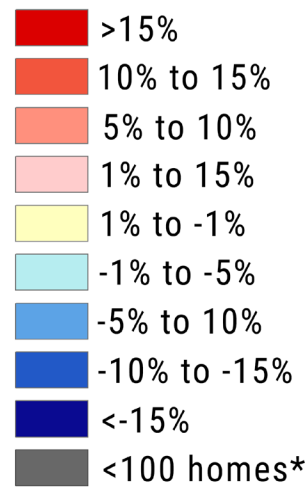 >15%
10% to 15%
5% to 10%
1% to 15%
1% to -1%
-1% to -5%
-5% to 10%
-10% to -15%
<-15%
<100 homes*